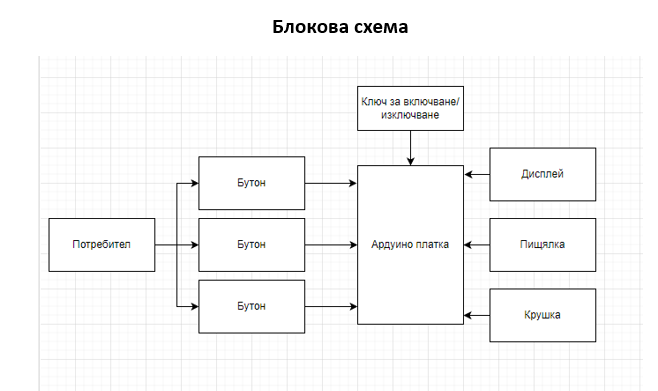 Блокова схема
Ключ за включване/
изключване
Бутон
Дисплей
Потребител
Бутон
Ардуино платка
Пищялка
Бутон
Крушка